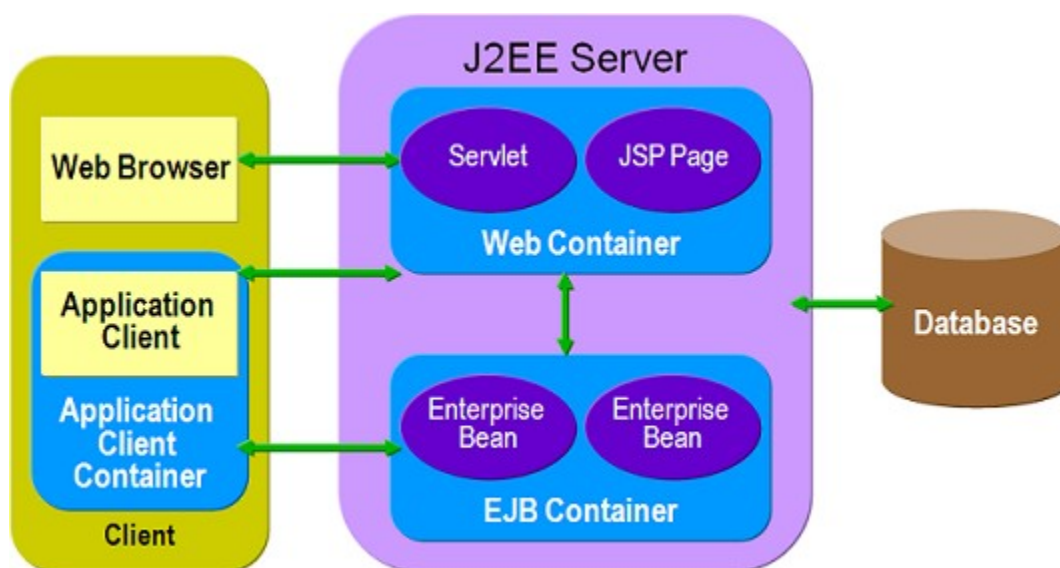 J2EE Server
Web Browser
Servlet
JSP Page
Web Container
Application
Client
Application
Client
Container
Client
Enterprise
Bean
Enterprise
Bean
EJB Container
Database